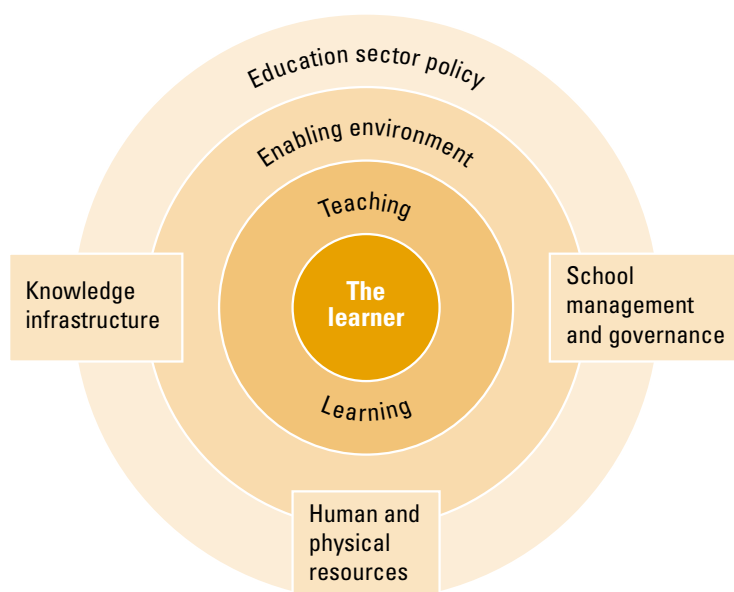 Education sector policy
Enabling environment
Teaching
The
learner
Knowledge
infrastructure
School
management
and governance
Learning
Human and
physical
resources